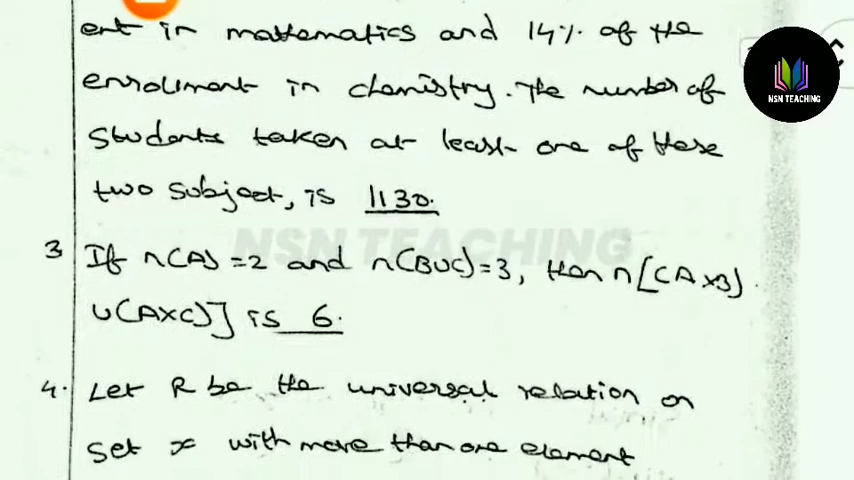 ent in mathematics and 14% of the
enrolment in chemistry. The number of
students taken at least one of these
two subject, is 1130.
NSN TEACHING
NSN TEACHING
3 If n(A) = 2 and n(BUC) = 3, then n[(A×B)
U(A×C)] is 6.
4. Let R be the universal relation on
set x with more than one element